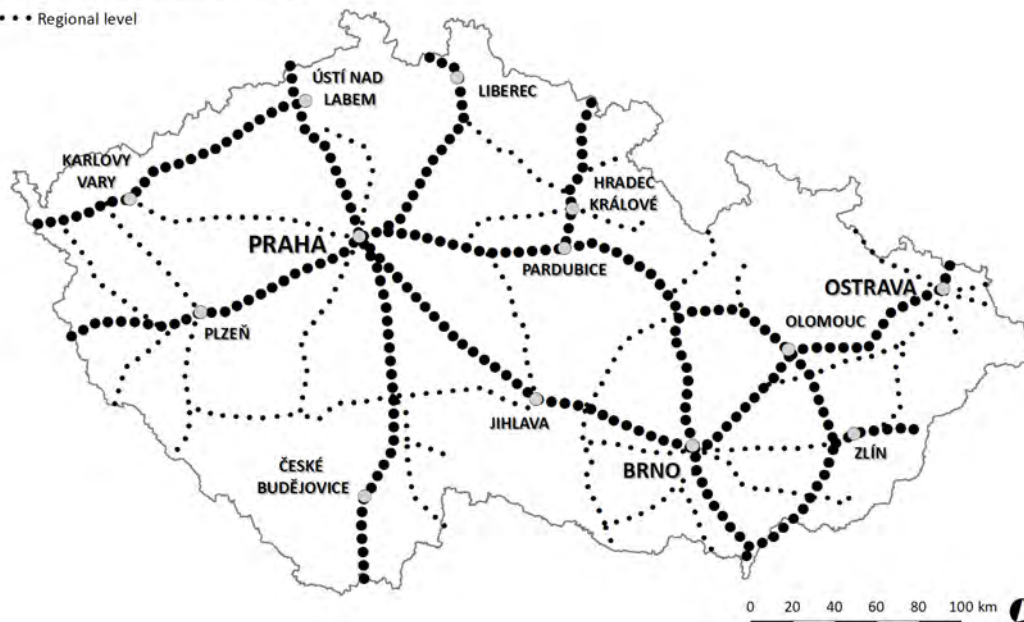 Regional level
ÚSTÍ NAD
LABEM
LIBEREC
KARLOVY
VARY
HRADEC
KRÁLOVÉ
PRAHA
PARDUBICE
OSTRAVA
PLZEŇ
OLOMOUC
JIHLAVA
ZLÍN
BRNO
ČESKÉ
BUDĚJOVICE
0 20 40 60 80 100 km